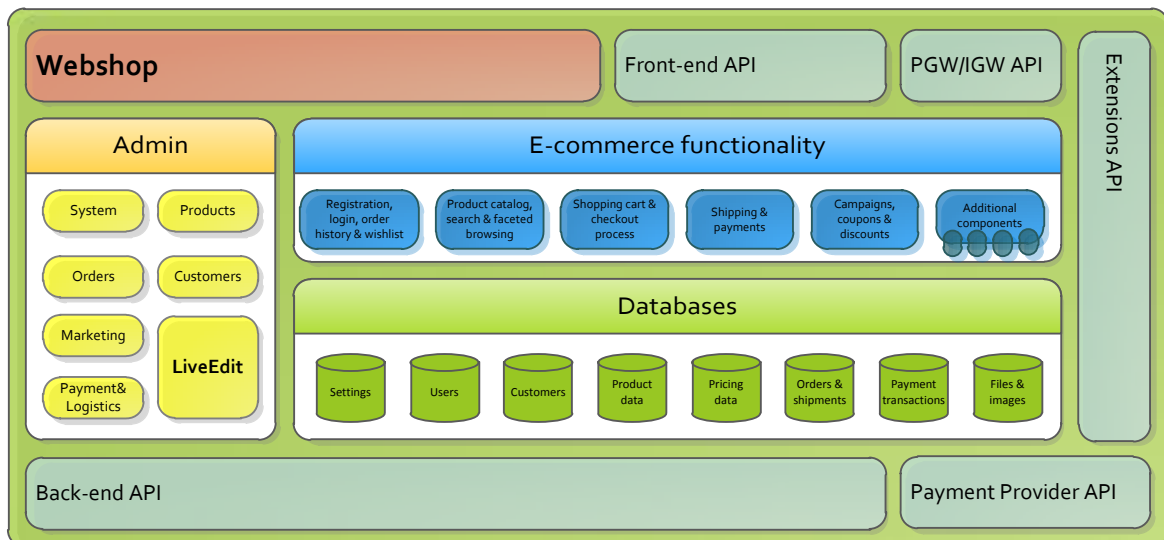 Webshop
Front-end API
PGW/IGW API
Extensions API
Admin
System
Products
Orders
Customers
Marketing
LiveEdit
Payment&
Logistics
E-commerce functionality
Registration,
login, order
history & wishlist
Product catalog,
search & faceted
browsing
Shopping cart &
checkout
process
Shipping &
payments
Campaigns,
coupons &
discounts
Additional
components
Databases
Settings
Users
Customers
Product
data
Pricing
data
Orders &
shipments
Payment
transactions
Files &
images
Back-end API
Payment Provider API